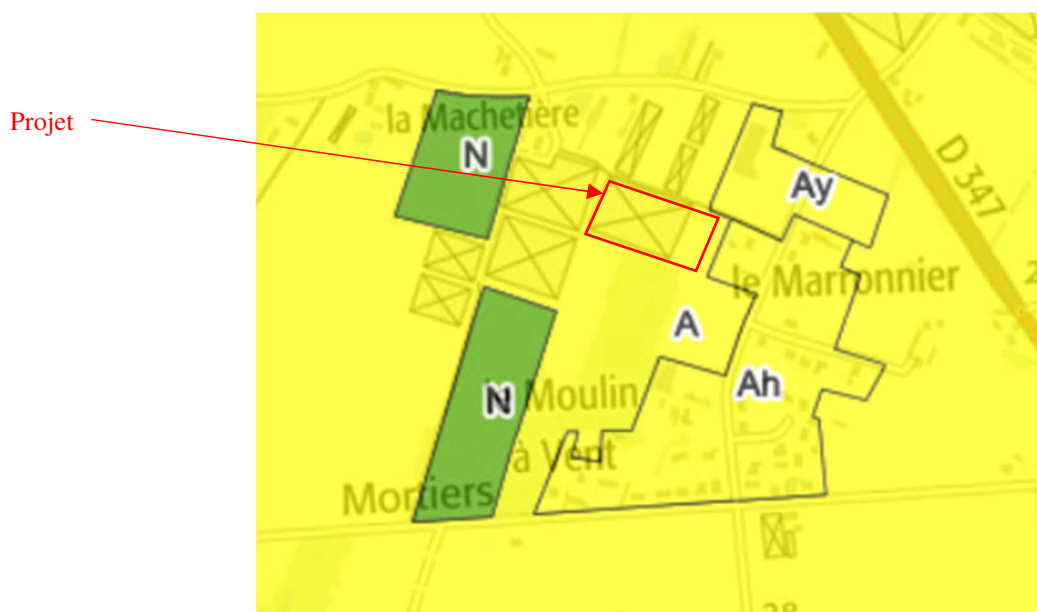 Projet
la Machetière
N
Ay
D 347
le Marronnier
A
Ah
N
Moulin
à Vent
Mortiers